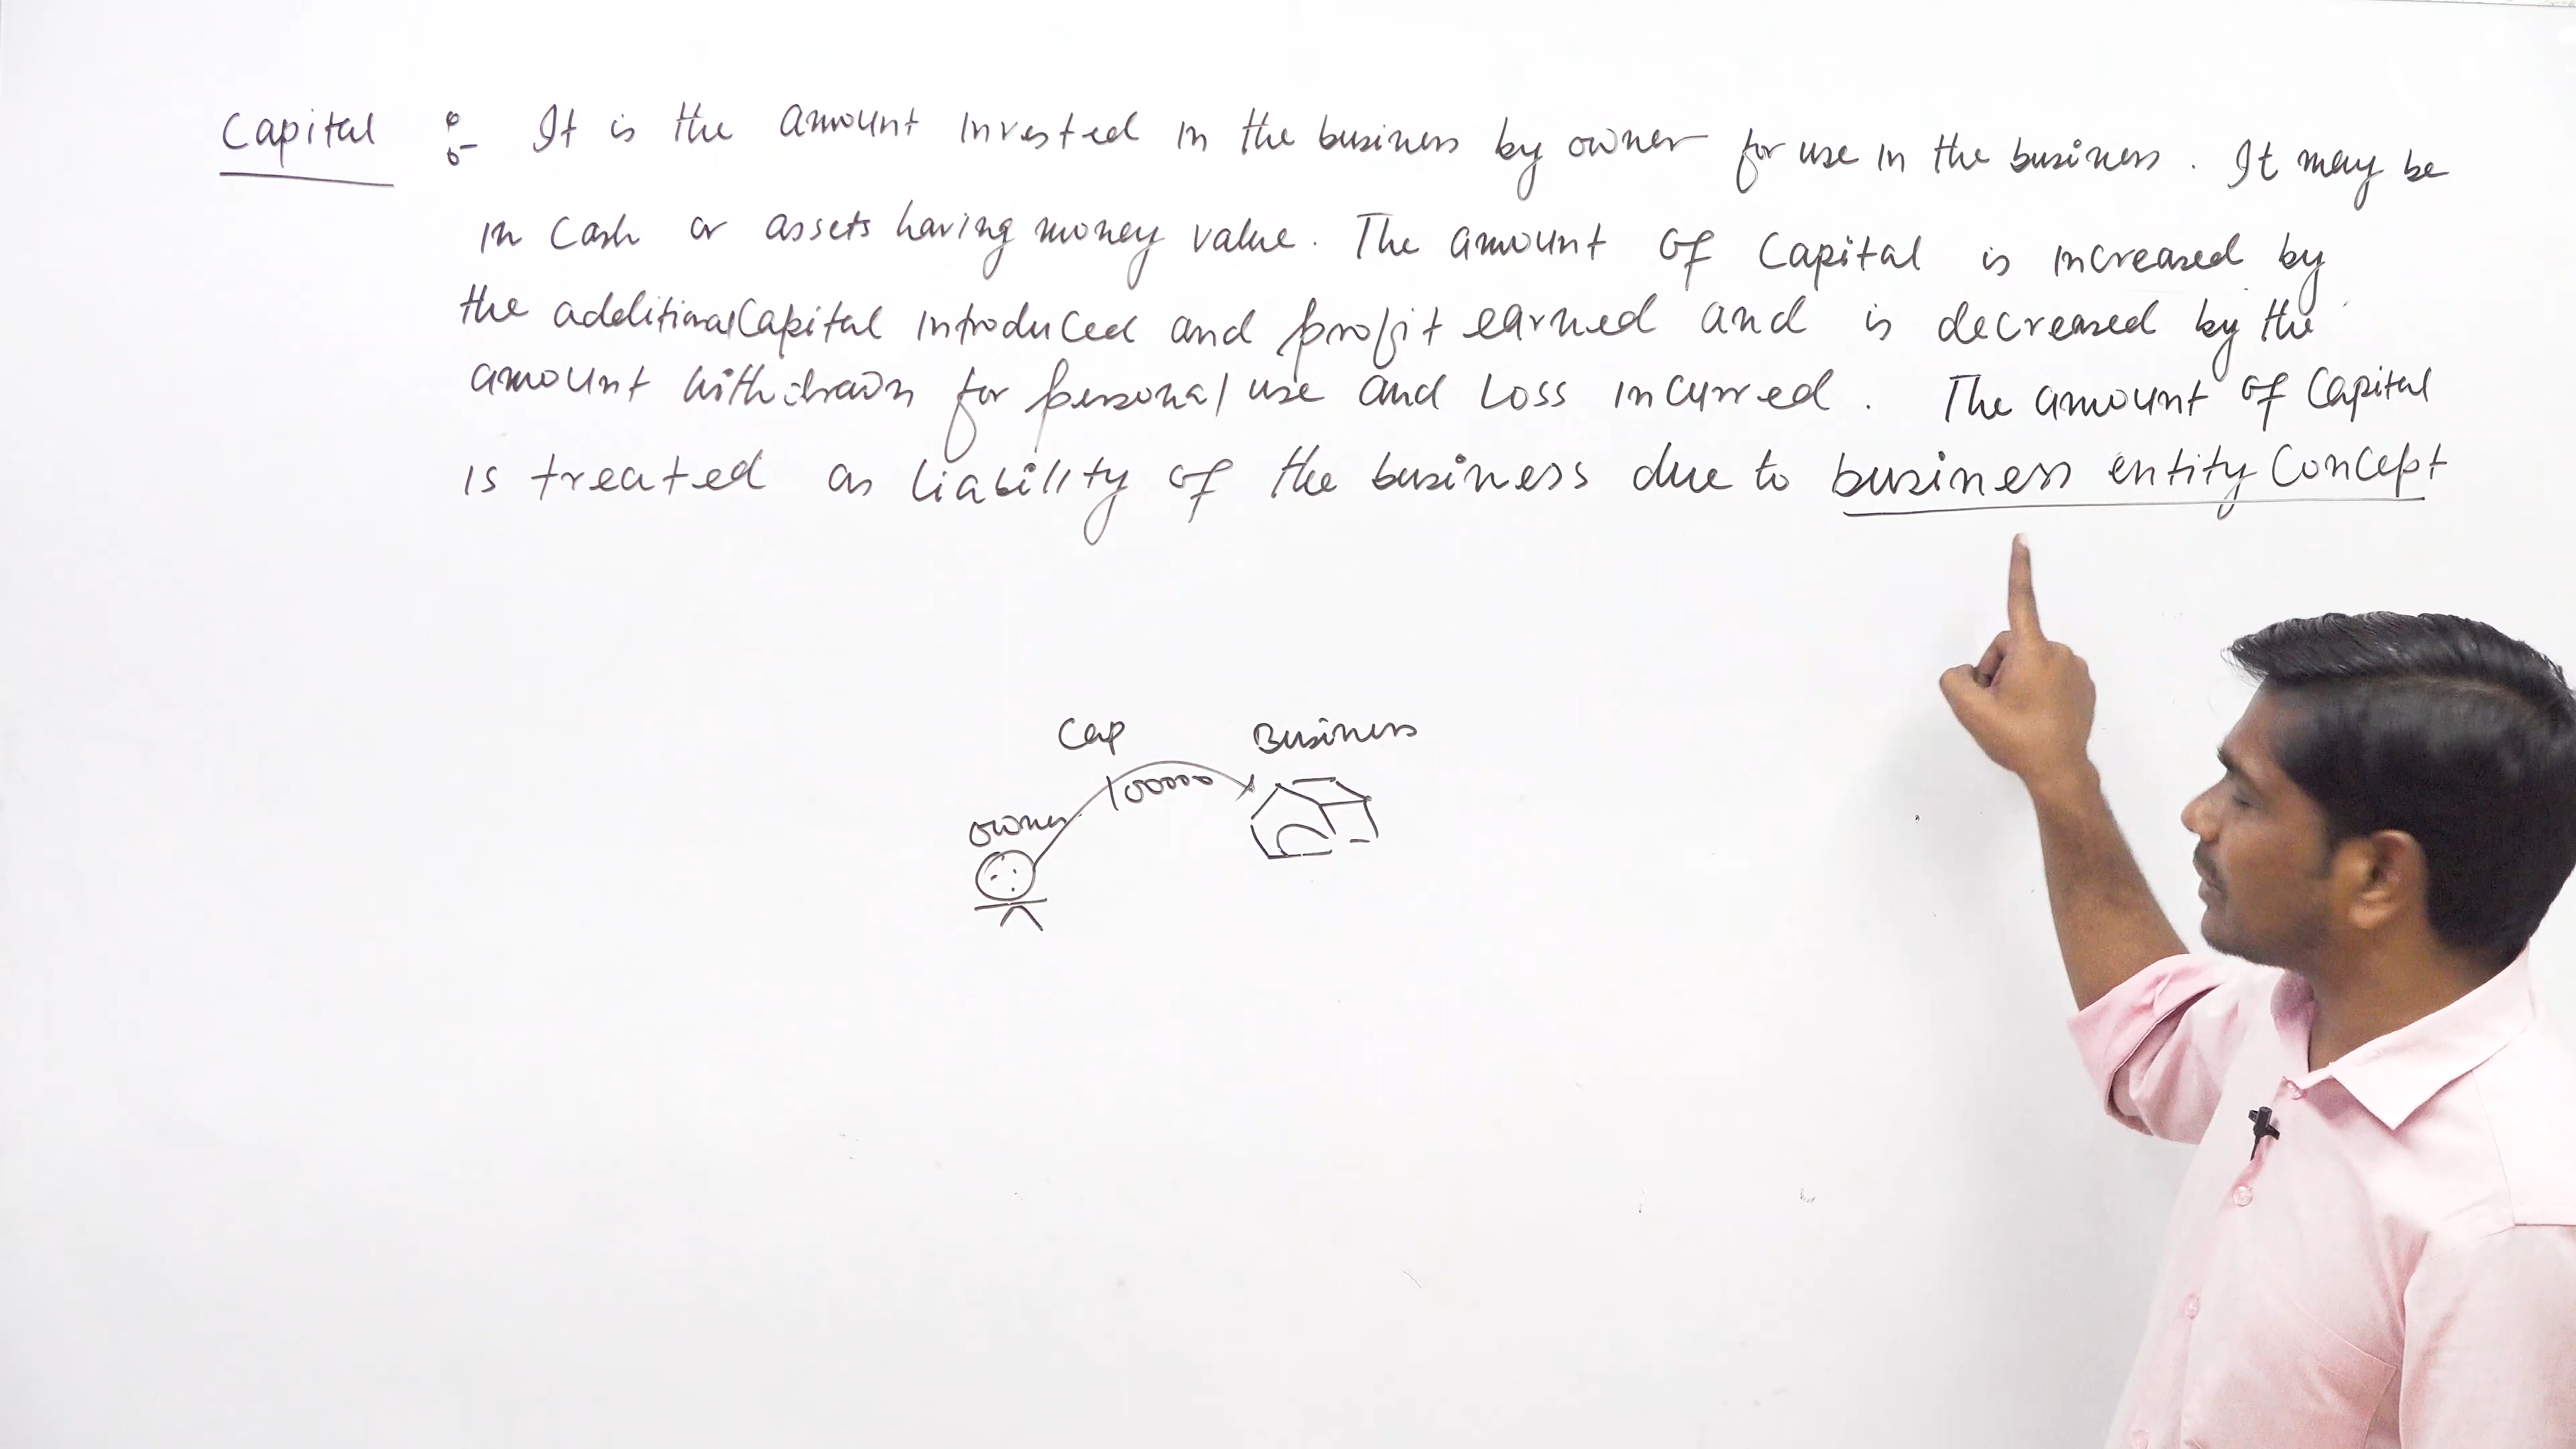 Capital :- It is the amount invested in the business by owner for use in the business. It may be
in cash or assets having money value. The amount of capital is increased by
the additional capital introduced and profit earned and is decreased by the
amount withdrawn for personal use and loss incurred. The amount of capital
is treated as liability of the business due to business entity concept
Cap Business
100000
owner